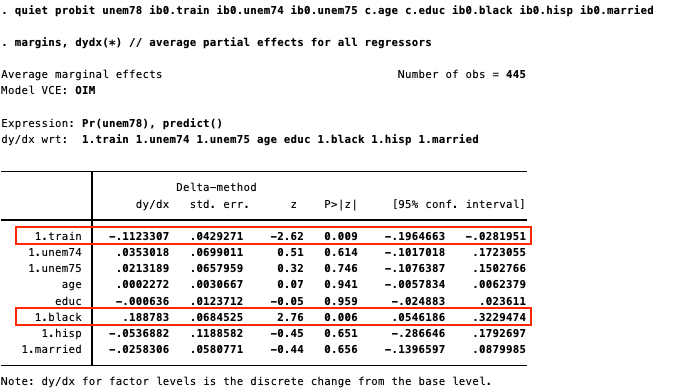 . quiet probit unem78 ib0.train ib0.unem74 ib0.unem75 c.age c.educ ib0.black ib0.hisp ib0.married
. margins, dydx(*) // average partial effects for all regressors
Average marginal effects Number of obs = 445
Model VCE: OIM
Expression: Pr(unem78), predict()
dy/dx wrt: 1.train 1.unem74 1.unem75 age educ 1.black 1.hisp 1.married
Delta-method
dy/dx std. err. z P>|z| [95% conf. interval]
1.train -.1123307 .0429271 -2.62 0.009 -.1964663 -.0281951
1.unem74 .0353018 .0699011 0.51 0.614 -.1017018 .1723055
1.unem75 .0213189 .0657959 0.32 0.746 -.1076387 .1502766
age .0002272 .0030667 0.07 0.941 -.0057834 .0062379
educ -.000636 .0123712 -0.05 0.959 -.024883 .023611
1.black .188783 .0684525 2.76 0.006 .0546186 .3229474
1.hisp -.0536882 .1188582 -0.45 0.651 -.286646 .1792697
1.married -.0258306 .0580771 -0.44 0.656 -.1396597 .0879985
Note: dy/dx for factor levels is the discrete change from the base level.